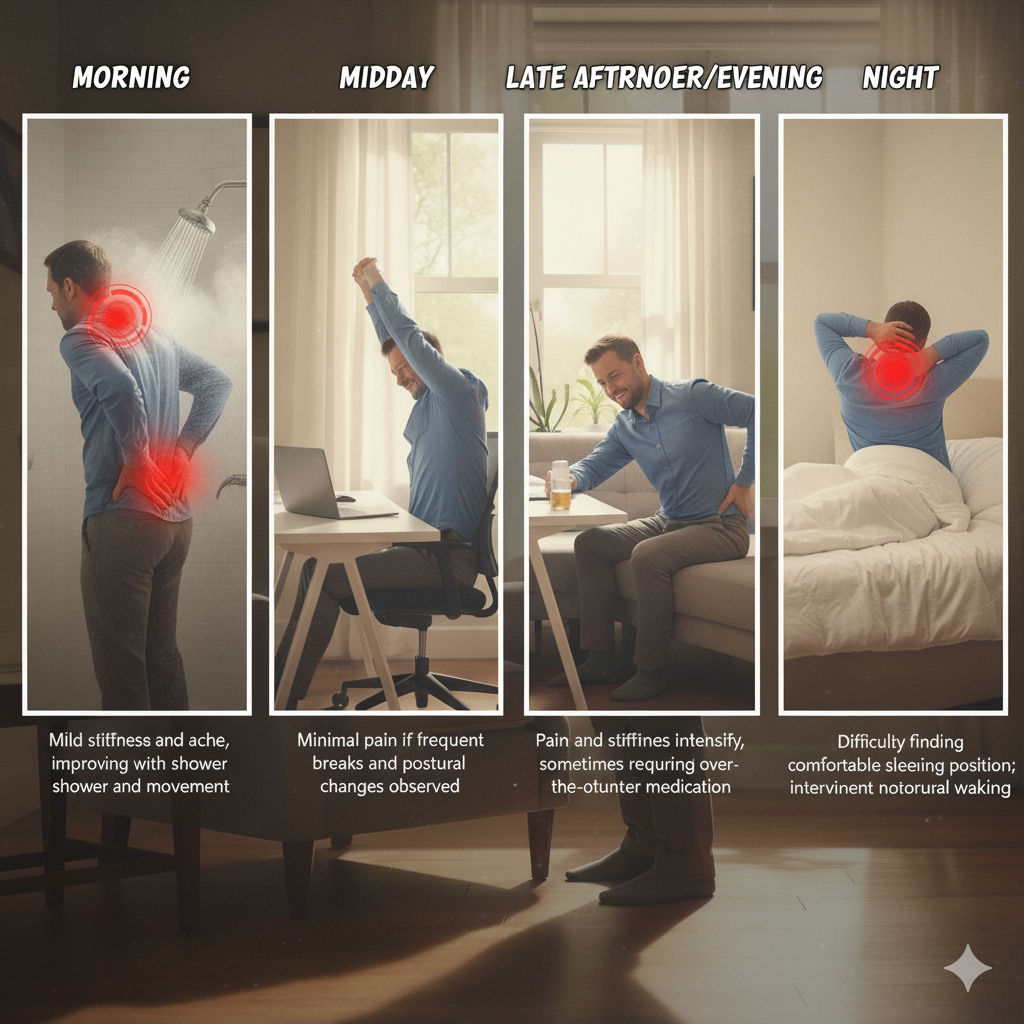 MORNING
MIDDAY
LATE AFTRNOER/EVENING
NIGHT
Mild stiffness and ache,
improving with shower
shower and movement
Minimal pain if frequent
breaks and postural
changes observed
Pain and stiffines intensify,
sometimes requring over-
the-otunter medication
Difficulty finding
comfortable sleeing position;
intervinent notorural waking